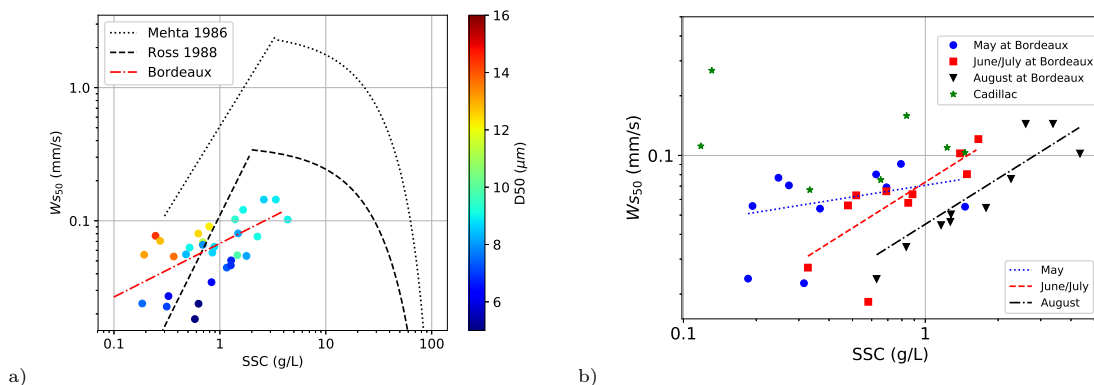 Mehta 1986
Ross 1988
Bordeaux
1.0
0.1
Ws50 (mm/s)
0.1
1
10
100
SSC (g/L)
16
14
12
10
8
6
D50 (μm)
a)
May at Bordeaux
June/July at Bordeaux
August at Bordeaux
Cadillac
0.1
Ws50 (mm/s)
May
June/July
August
0.1
1
SSC (g/L)
b)